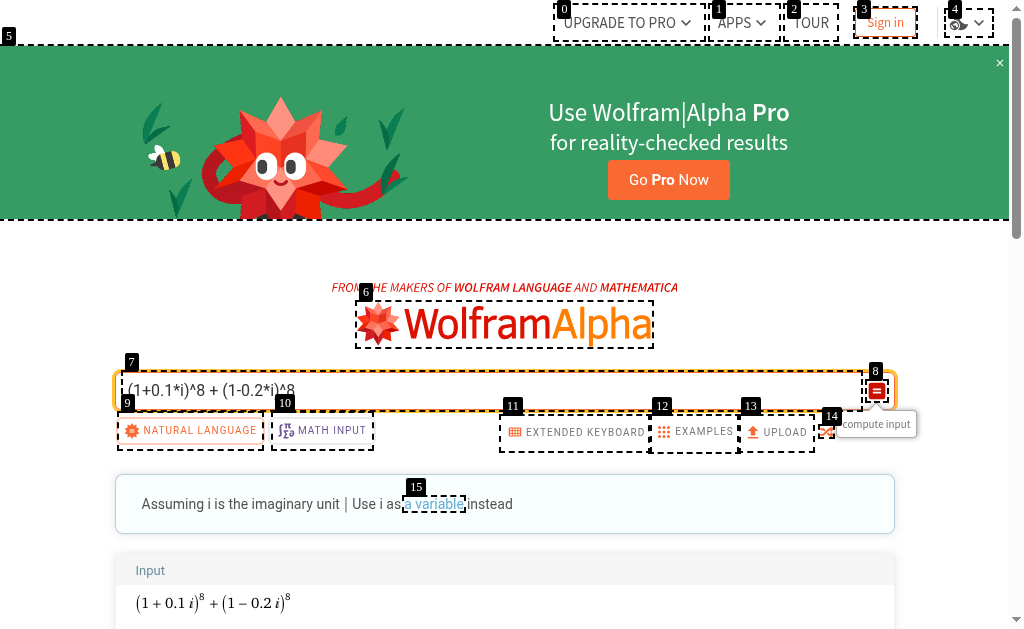 0 1 2 3 4
UPGRADE TO PRO APPS TOUR Sign in
5
×
Use Wolfram|Alpha Pro
for reality-checked results
Go Pro Now
FROM THE MAKERS OF WOLFRAM LANGUAGE AND MATHEMATICA
6
WolframAlpha
7 8
(1+0.1*i)^8 + (1-0.2*i)^8
=
9 10 11 12 13 14
NATURAL LANGUAGE MATH INPUT EXTENDED KEYBOARD EXAMPLES UPLOAD
compute input
15
Assuming i is the imaginary unit | Use i as a variable instead
Input
(1 + 0.1 i)^8 + (1 − 0.2 i)^8